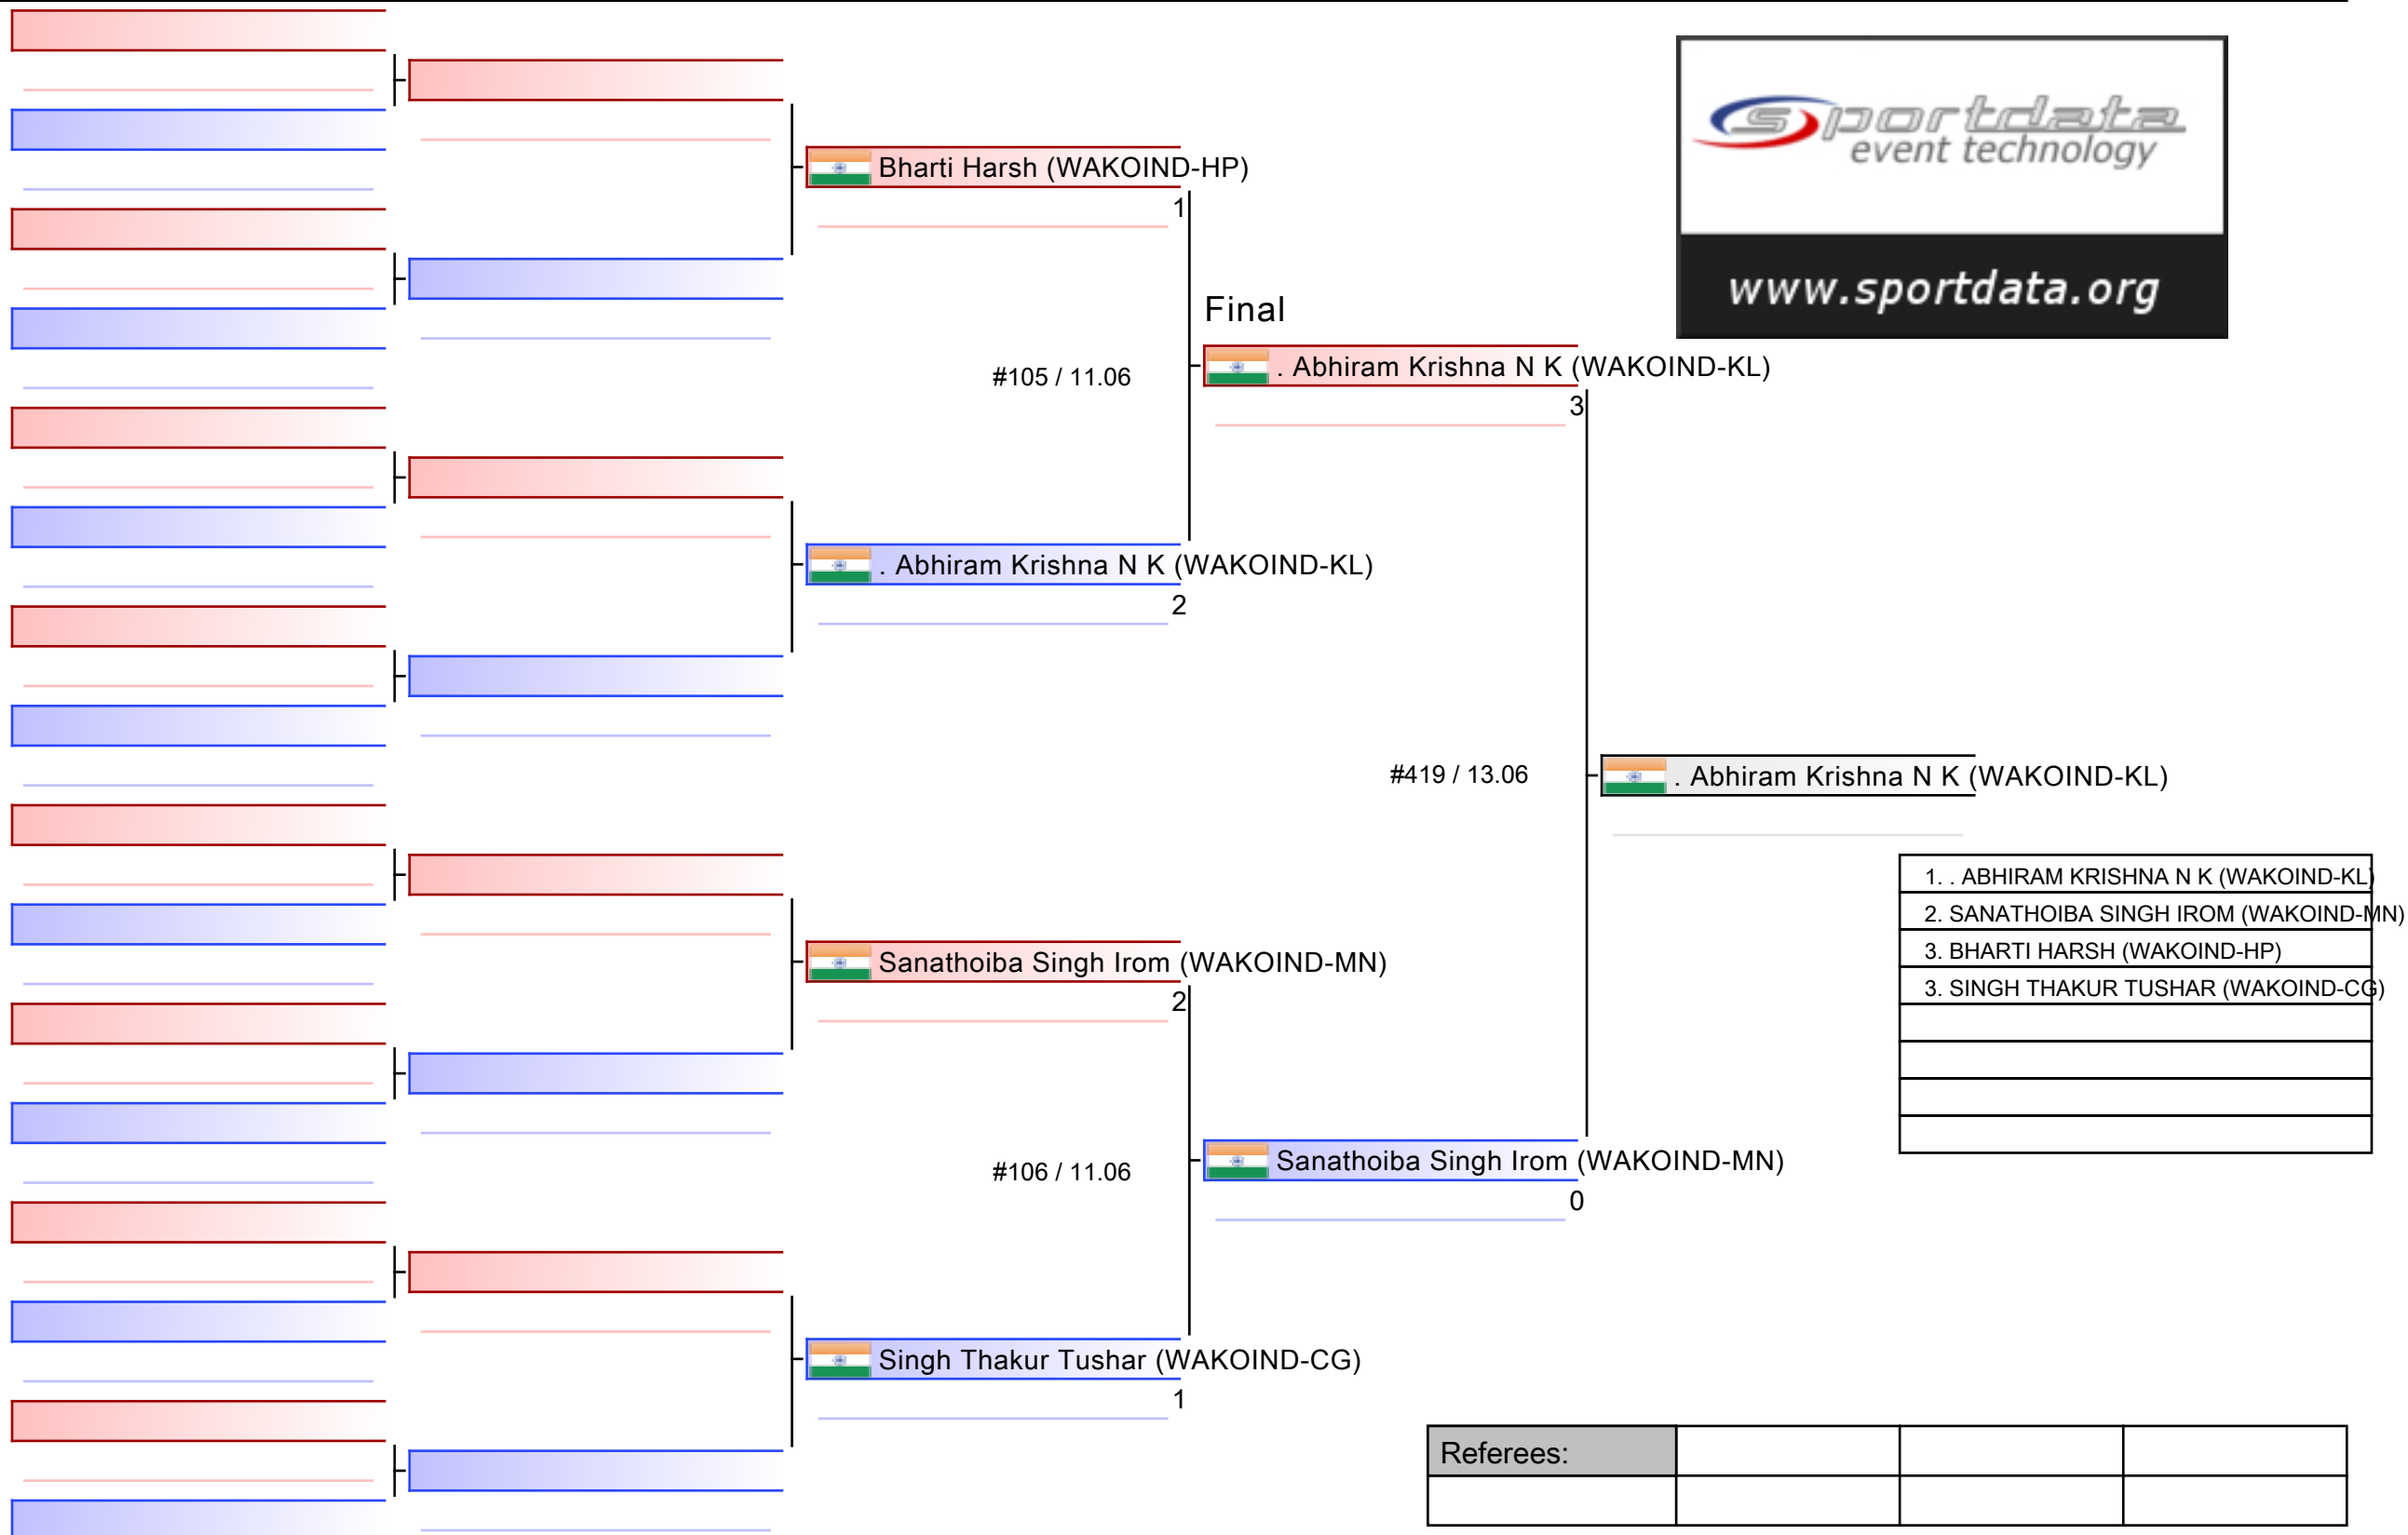 sportdata
event technology
www.sportdata.org
Bharti Harsh (WAKOIND-HP)
1
Final
#105 / 11.06
. Abhiram Krishna N K (WAKOIND-KL)
3
. Abhiram Krishna N K (WAKOIND-KL)
2
#419 / 13.06
. Abhiram Krishna N K (WAKOIND-KL)
1. . ABHIRAM KRISHNA N K (WAKOIND-KL)
2. SANATHOIBA SINGH IROM (WAKOIND-MN)
3. BHARTI HARSH (WAKOIND-HP)
3. SINGH THAKUR TUSHAR (WAKOIND-CG)
Sanathoiba Singh Irom (WAKOIND-MN)
2
#106 / 11.06
Sanathoiba Singh Irom (WAKOIND-MN)
0
Singh Thakur Tushar (WAKOIND-CG)
1
Referees: